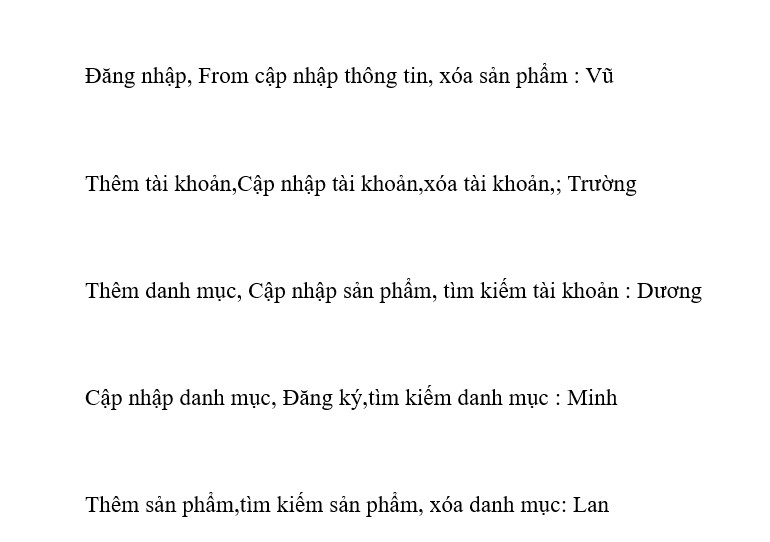 Đăng nhập, From cập nhập thông tin, xóa sản phẩm : Vũ
Thêm tài khoản,Cập nhập tài khoản,xóa tài khoản,; Trường
Thêm danh mục, Cập nhập sản phẩm, tìm kiếm tài khoản : Dương
Cập nhập danh mục, Đăng ký,tìm kiếm danh mục : Minh
Thêm sản phẩm,tìm kiếm sản phẩm, xóa danh mục: Lan